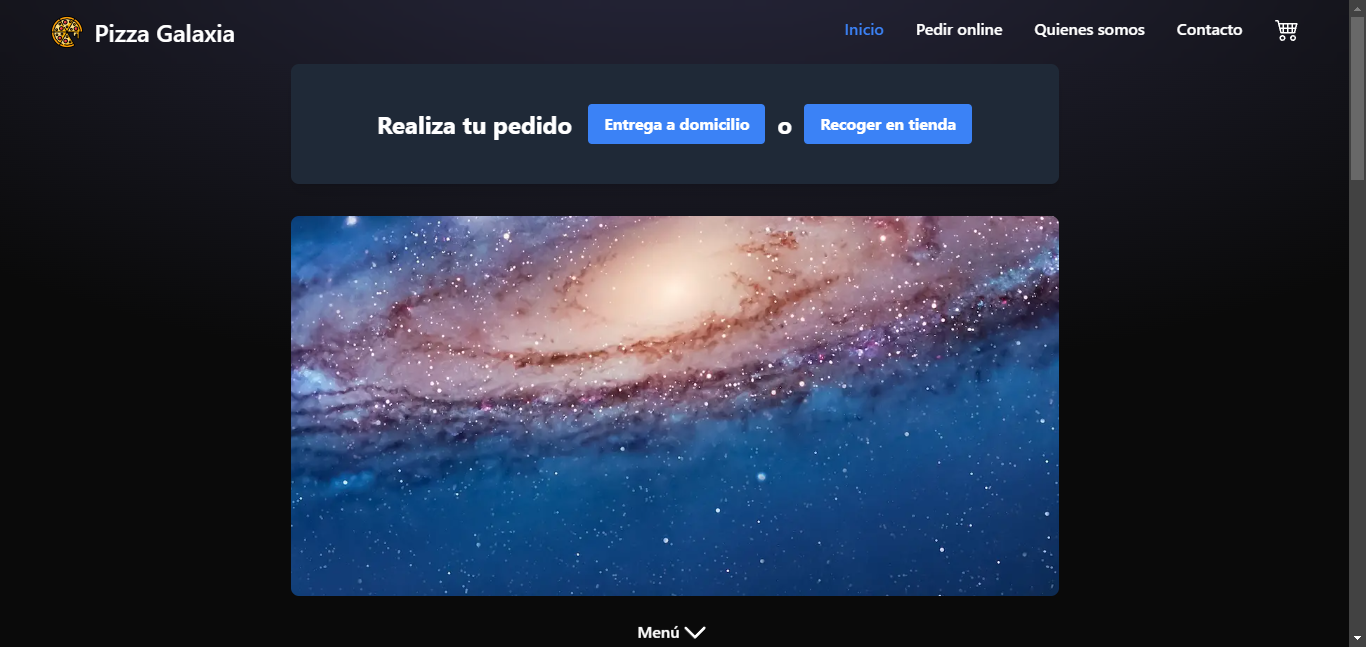 Pizza Galaxia
Inicio Pedir online Quienes somos Contacto
Realiza tu pedido Entrega a domicilio o Recoger en tienda
Menú